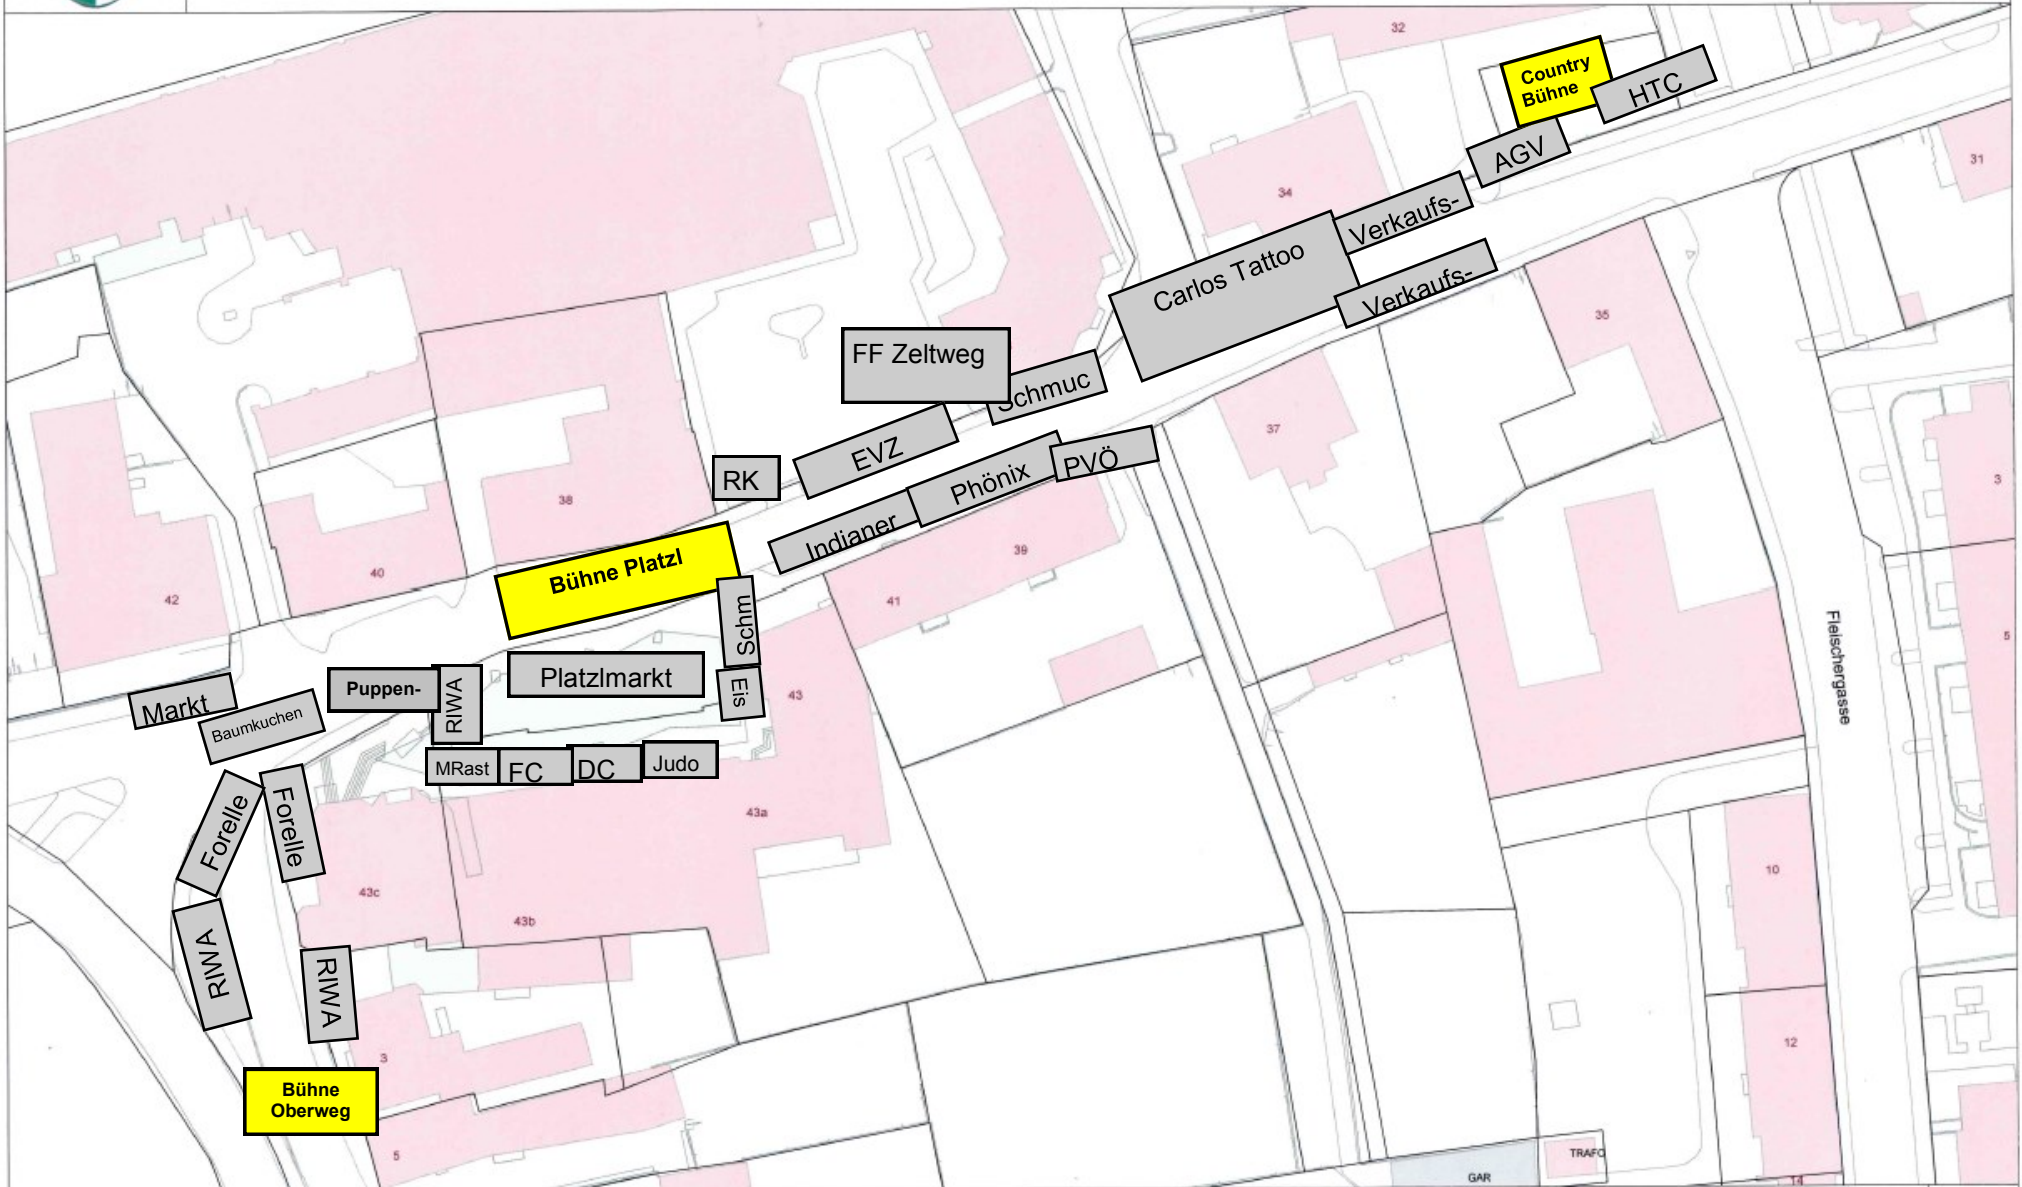 32
Country
Bühne
HTC
AGV
31
34
Verkaufs-
Carlos Tattoo
Verkaufs-
35
FF Zeltweg
Schmuc
37
EVZ
RK
Phönix
PVÖ
3
38
Indianer
39
Bühne Platzl
40
42
41
Schm
5
Fleischergasse
Platzlmarkt
Puppen-
RIWA
Eis
43
Markt
Baumkuchen
MRast
FC
DC
Judo
43a
Forelle
Forelle
43c
43b
10
RIWA
RIWA
3
12
Bühne
Oberweg
5
TRAFO
GAR
14